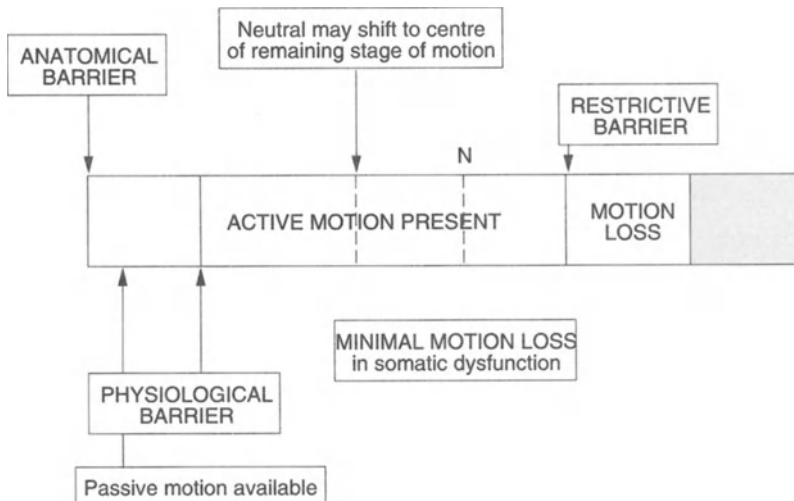 Neutral may shift to centre
of remaining stage of motion
ANATOMICAL
BARRIER
RESTRICTIVE
BARRIER
N
ACTIVE MOTION PRESENT
MOTION
LOSS
MINIMAL MOTION LOSS
in somatic dysfunction
PHYSIOLOGICAL
BARRIER
Passive motion available